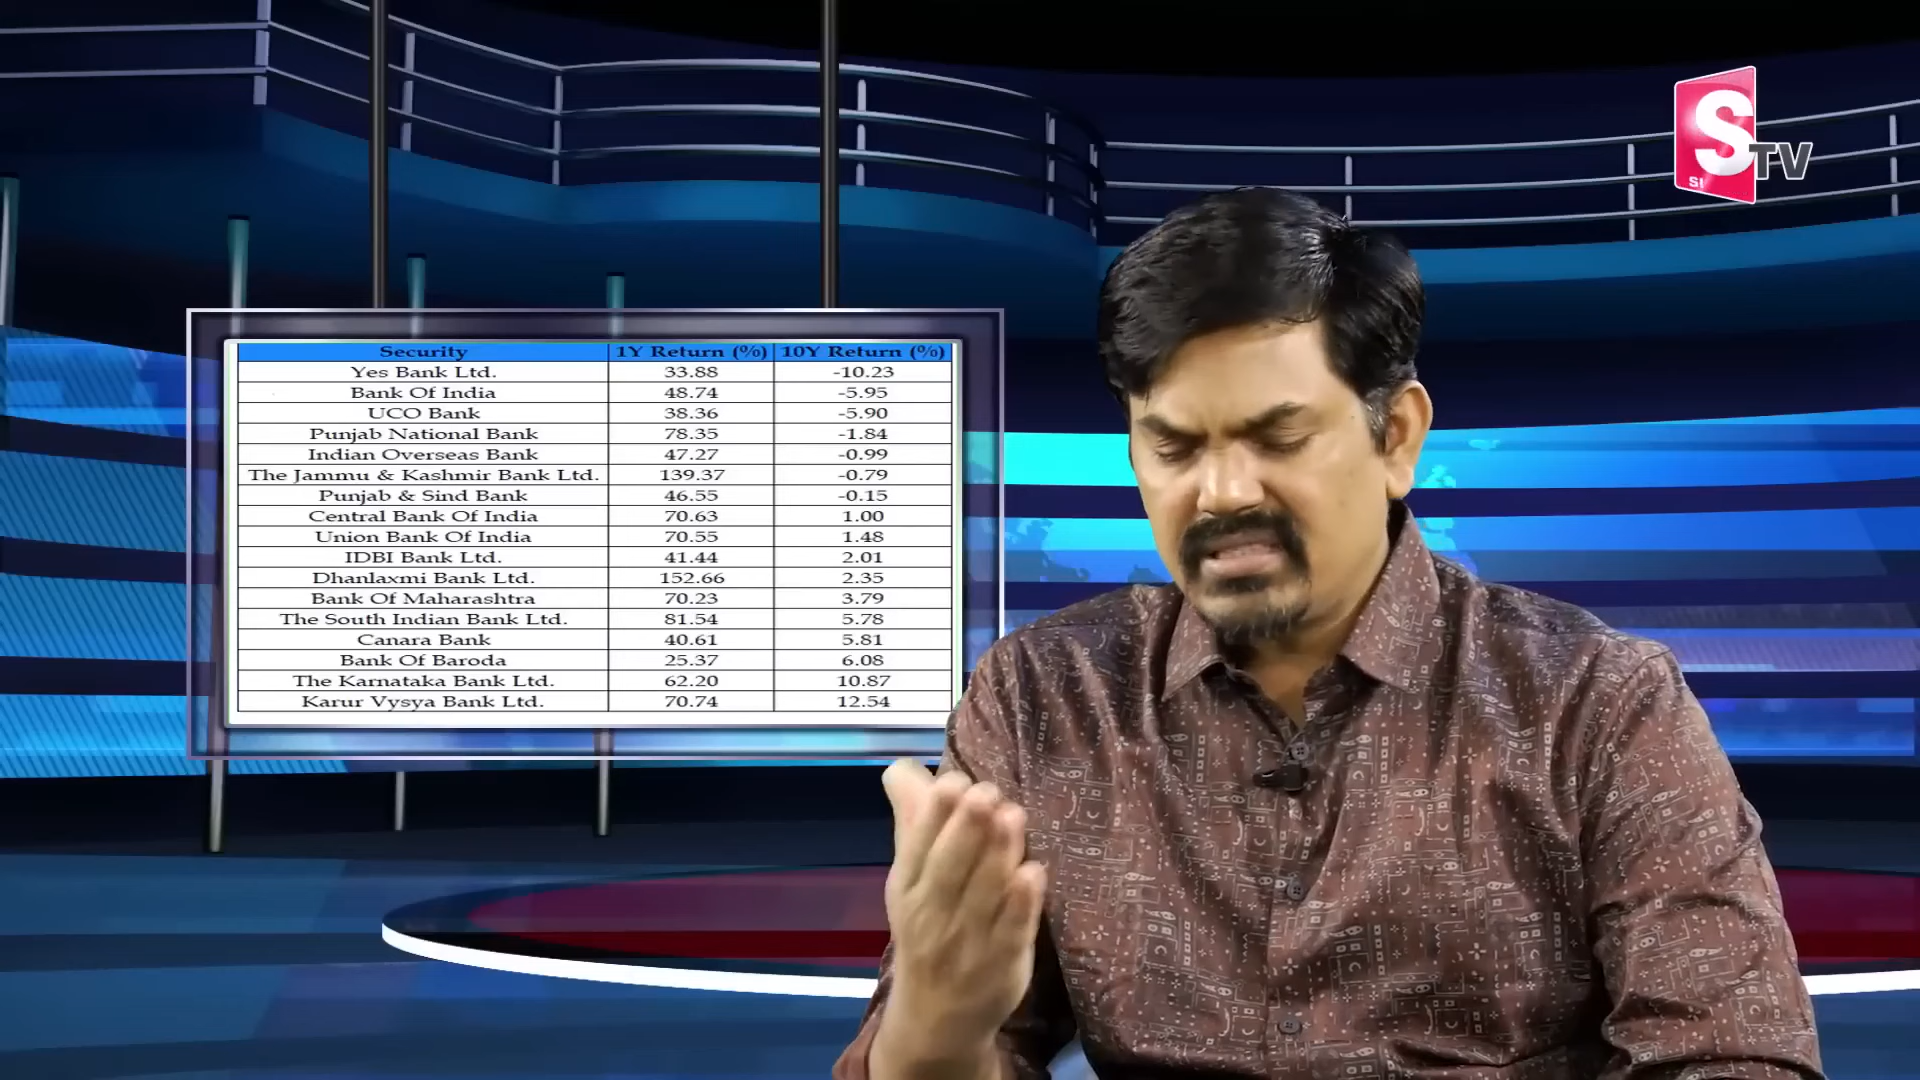 S TV
Security 1Y Return (%) 10Y Return (%)
Yes Bank Ltd. 33.88 -10.23
Bank Of India 48.74 -5.95
UCO Bank 38.36 -5.90
Punjab National Bank 78.35 -1.84
Indian Overseas Bank 47.27 -0.99
The Jammu & Kashmir Bank Ltd. 139.37 -0.79
Punjab & Sind Bank 46.55 -0.15
Central Bank Of India 70.63 1.00
Union Bank Of India 70.55 1.48
IDBI Bank Ltd. 41.44 2.01
Dhanlaxmi Bank Ltd. 152.66 2.35
Bank Of Maharashtra 70.23 3.79
The South Indian Bank Ltd. 81.54 5.78
Canara Bank 40.61 5.81
Bank Of Baroda 25.37 6.08
The Karnataka Bank Ltd. 62.20 10.87
Karur Vysya Bank Ltd. 70.74 12.54